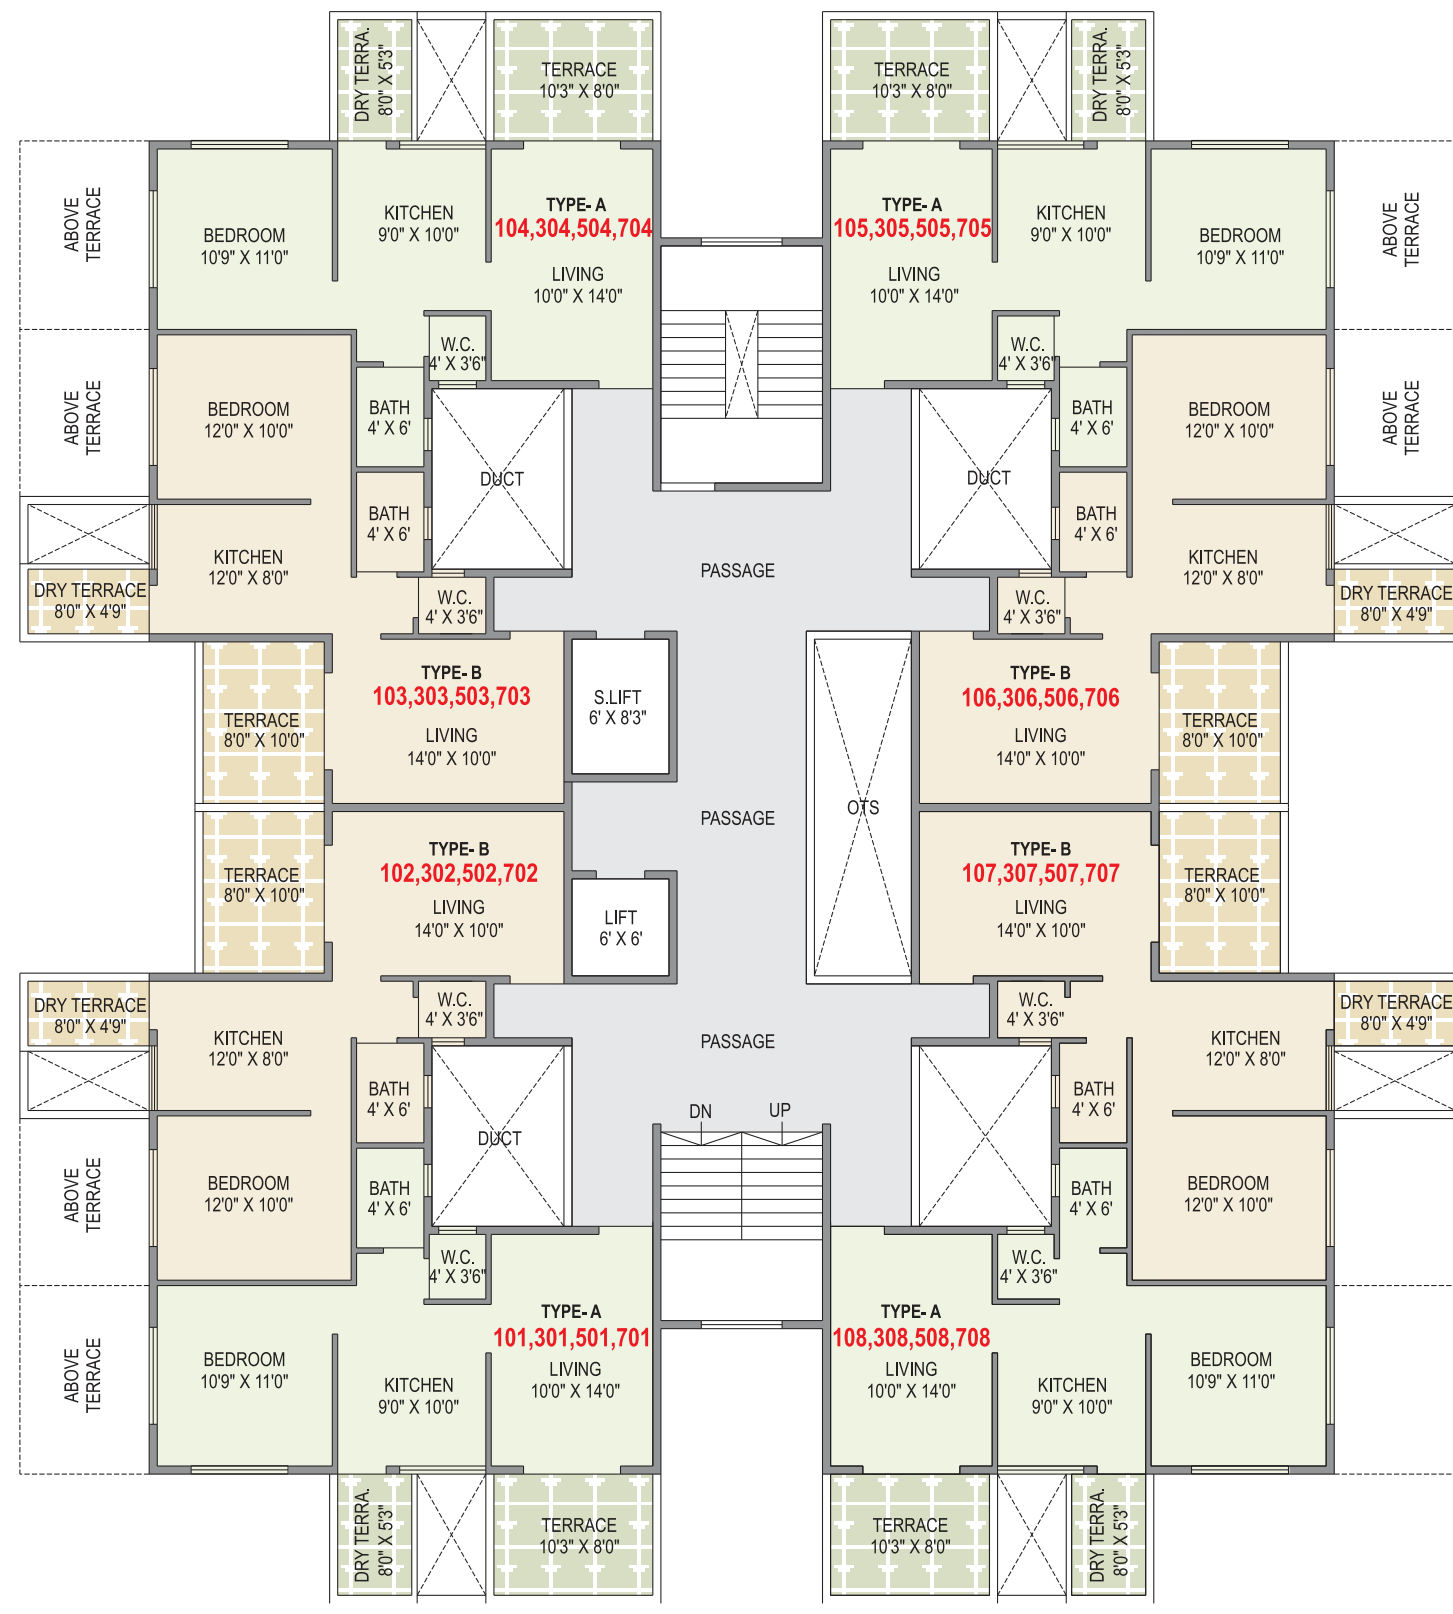 DRY TERRA.
8'0" X 5'3"
TERRACE
10'3" X 8'0"
TERRACE
10'3" X 8'0"
DRY TERRA.
8'0" X 5'3"
ABOVE
TERRACE
BEDROOM
10'9" X 11'0"
KITCHEN
9'0" X 10'0"
TYPE- A
104,304,504,704
LIVING
10'0" X 14'0"
TYPE- A
105,305,505,705
LIVING
10'0" X 14'0"
KITCHEN
9'0" X 10'0"
BEDROOM
10'9" X 11'0"
ABOVE
TERRACE
W.C.
4' X 3'6"
W.C.
4' X 3'6"
ABOVE
TERRACE
BEDROOM
12'0" X 10'0"
BATH
4' X 6'
BATH
4' X 6'
BEDROOM
12'0" X 10'0"
ABOVE
TERRACE
DUCT
DUCT
BATH
4' X 6'
BATH
4' X 6'
KITCHEN
12'0" X 8'0"
PASSAGE
KITCHEN
12'0" X 8'0"
DRY TERRACE
8'0" X 4'9"
W.C.
4' X 3'6"
W.C.
4' X 3'6"
DRY TERRACE
8'0" X 4'9"
TYPE- B
103,303,503,703
LIVING
14'0" X 10'0"
S.LIFT
6' X 8'3"
TYPE- B
106,306,506,706
LIVING
14'0" X 10'0"
TERRACE
8'0" X 10'0"
TERRACE
8'0" X 10'0"
PASSAGE
OTS
TERRACE
8'0" X 10'0"
TYPE- B
102,302,502,702
LIVING
14'0" X 10'0"
LIFT
6' X 6'
TYPE- B
107,307,507,707
LIVING
14'0" X 10'0"
TERRACE
8'0" X 10'0"
DRY TERRACE
8'0" X 4'9"
W.C.
4' X 3'6"
W.C.
4' X 3'6"
DRY TERRACE
8'0" X 4'9"
KITCHEN
12'0" X 8'0"
PASSAGE
KITCHEN
12'0" X 8'0"
BATH
4' X 6'
BATH
4' X 6'
DN
UP
DUCT
ABOVE
TERRACE
BEDROOM
12'0" X 10'0"
BATH
4' X 6'
BATH
4' X 6'
BEDROOM
12'0" X 10'0"
W.C.
4' X 3'6"
W.C.
4' X 3'6"
ABOVE
TERRACE
BEDROOM
10'9" X 11'0"
KITCHEN
9'0" X 10'0"
TYPE- A
101,301,501,701
LIVING
10'0" X 14'0"
TYPE- A
108,308,508,708
LIVING
10'0" X 14'0"
KITCHEN
9'0" X 10'0"
BEDROOM
10'9" X 11'0"
DRY TERRA.
8'0" X 5'3"
TERRACE
10'3" X 8'0"
TERRACE
10'3" X 8'0"
DRY TERRA.
8'0" X 5'3"